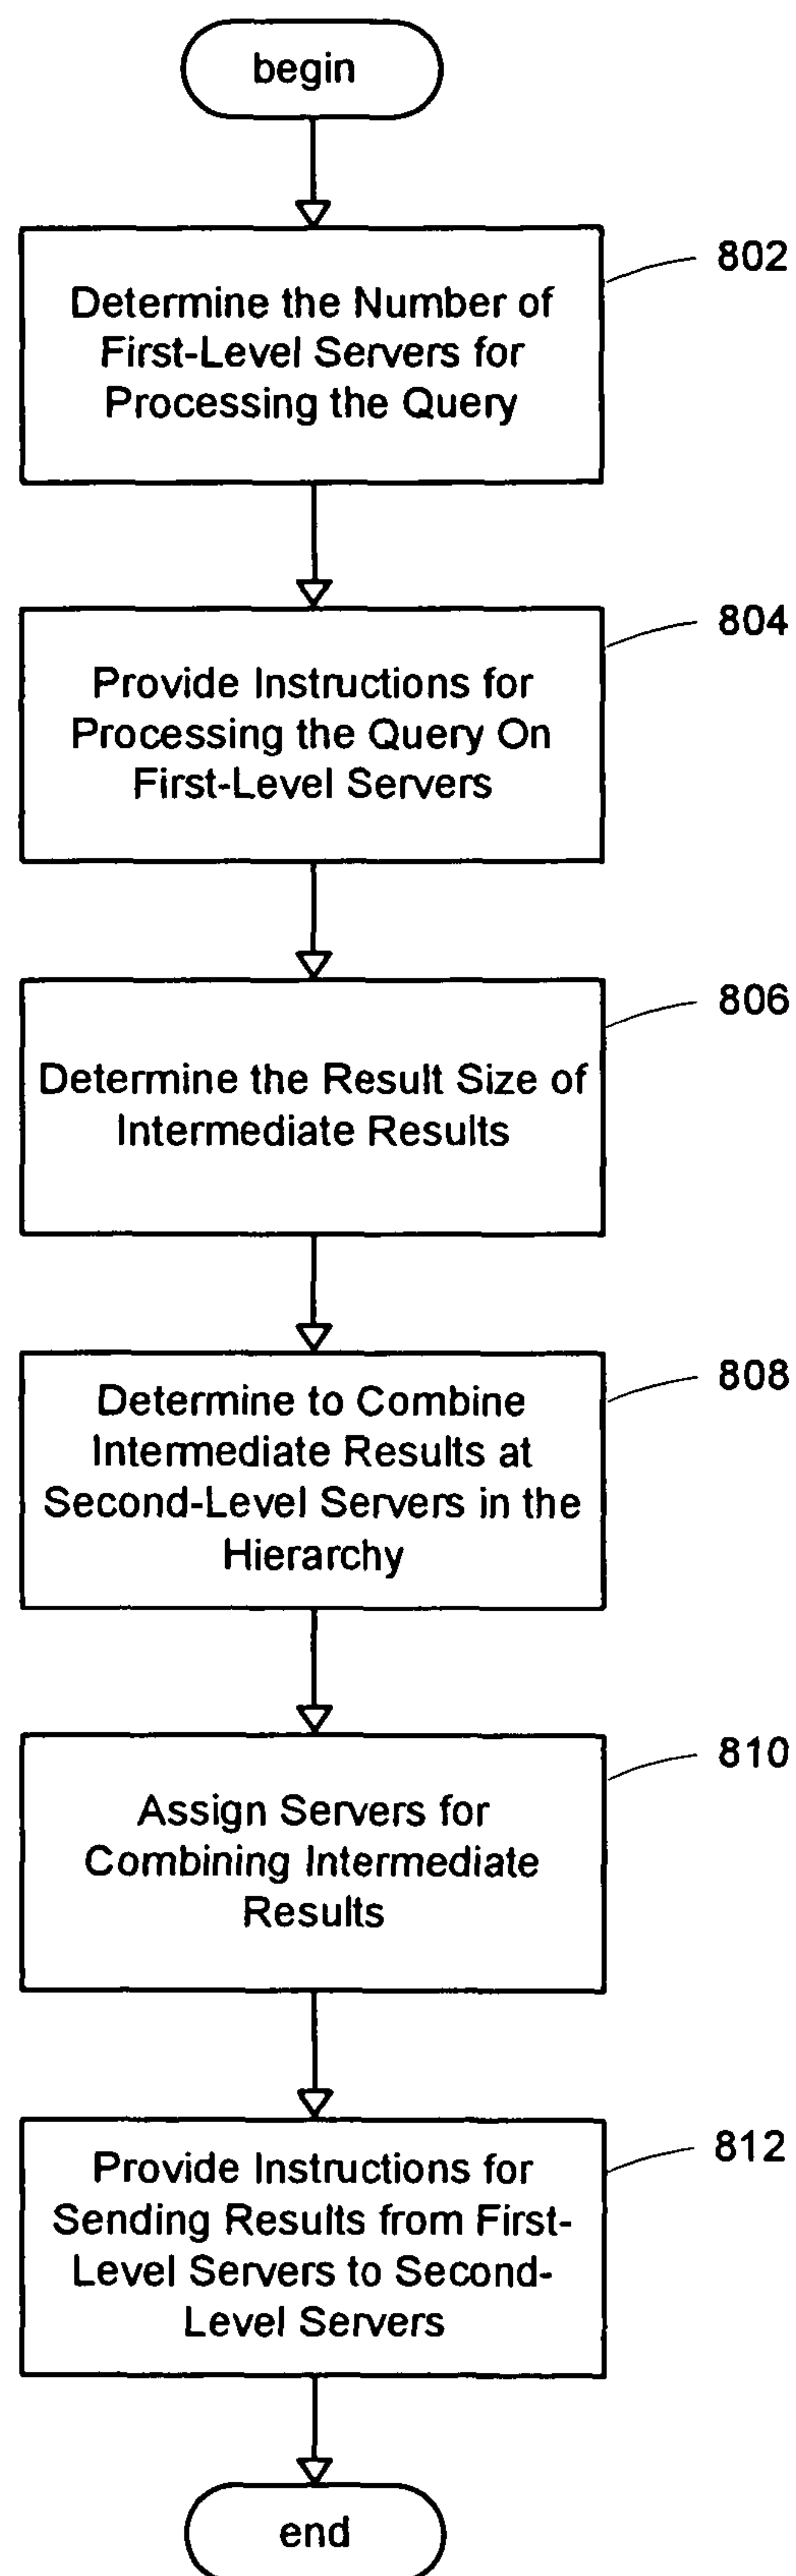 begin
802
Determine the Number of
First-Level Servers for
Processing the Query
804
Provide Instructions for
Processing the Query On
First-Level Servers
806
Determine the Result Size of
Intermediate Results
808
Determine to Combine
Intermediate Results at
Second-Level Servers in the
Hierarchy
810
Assign Servers for
Combining Intermediate
Results
812
Provide Instructions for
Sending Results from First-
Level Servers to Second-
Level Servers
end